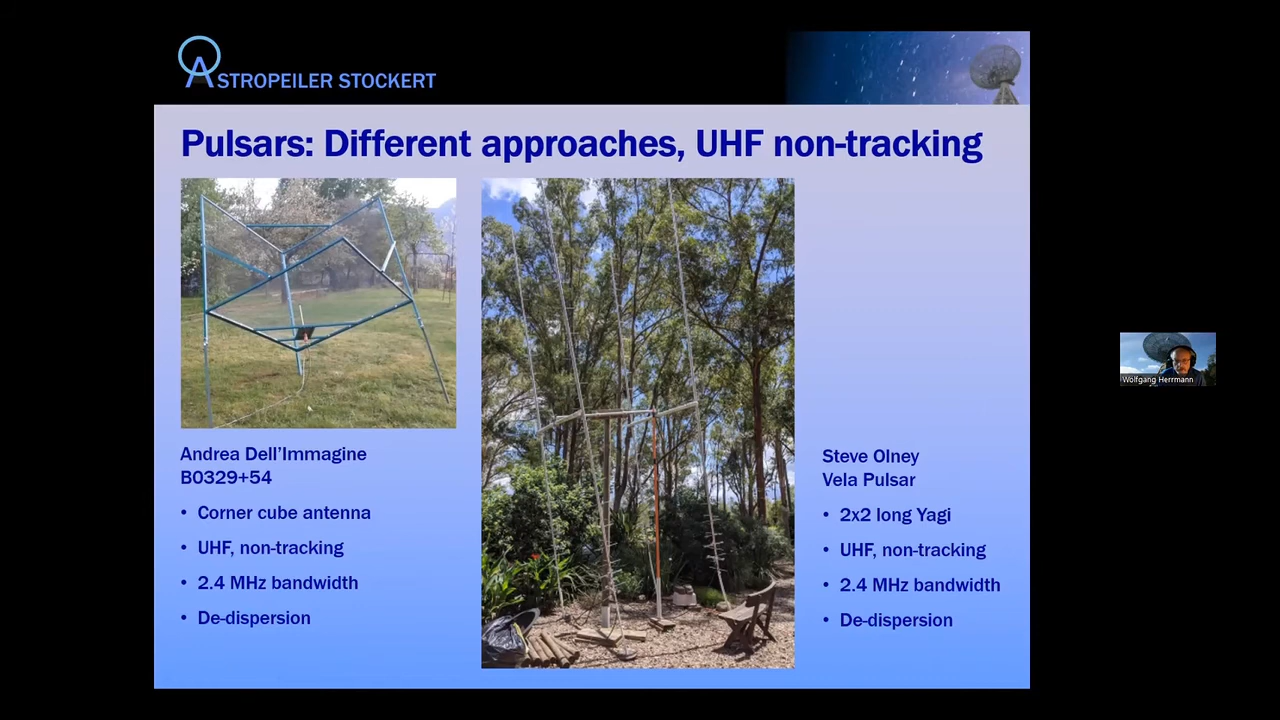 ASTROPEILER STOCKERT
Pulsars: Different approaches, UHF non-tracking
Andrea Dell'Immagine
B0329+54
• Corner cube antenna
• UHF, non-tracking
• 2.4 MHz bandwidth
• De-dispersion
Steve Olney
Vela Pulsar
• 2x2 long Yagi
• UHF, non-tracking
• 2.4 MHz bandwidth
• De-dispersion
Wolfgang Herrmann